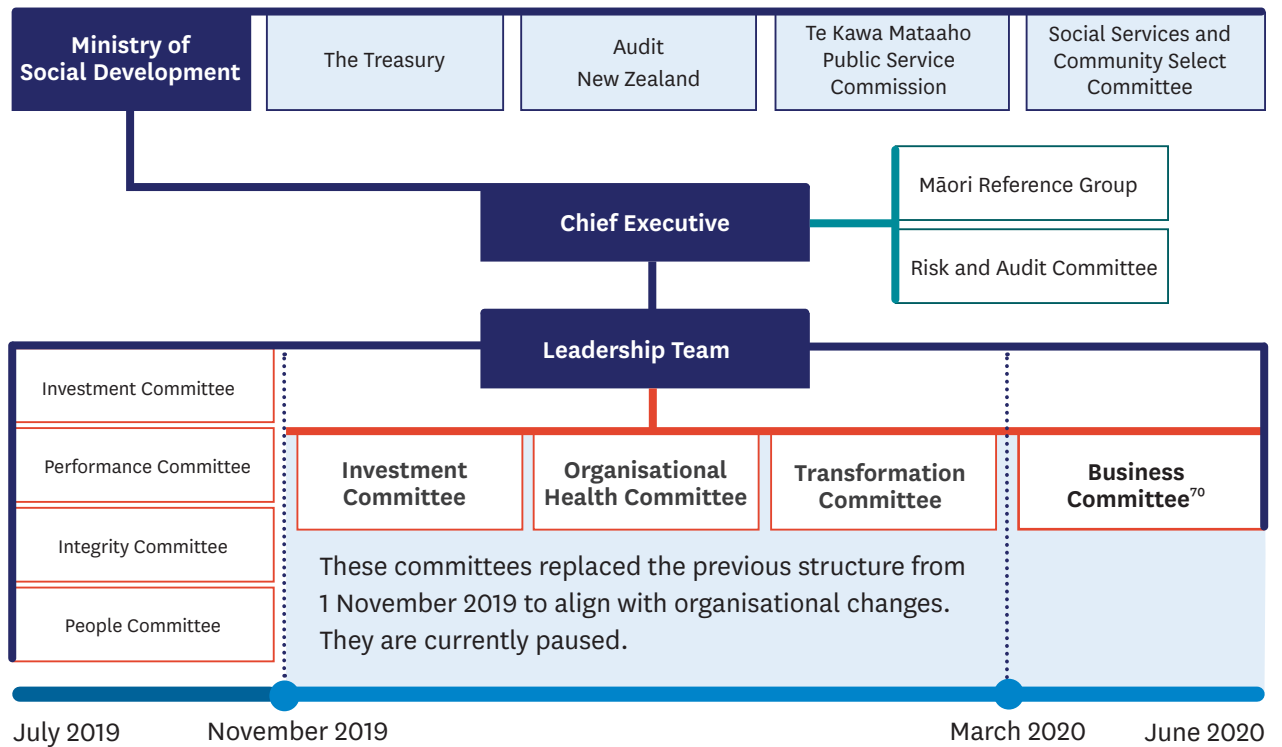 Ministry of
Social Development
The Treasury
Audit
New Zealand
Te Kawa Mataaho
Public Service
Commission
Social Services and
Community Select
Committee
Chief Executive
Māori Reference Group
Risk and Audit Committee
Leadership Team
Investment Committee
Performance Committee
Integrity Committee
People Committee
Investment
Committee
Organisational
Health Committee
Transformation
Committee
Business
Committee⁷⁰
These committees replaced the previous structure from
1 November 2019 to align with organisational changes.
They are currently paused.
July 2019
November 2019
March 2020
June 2020